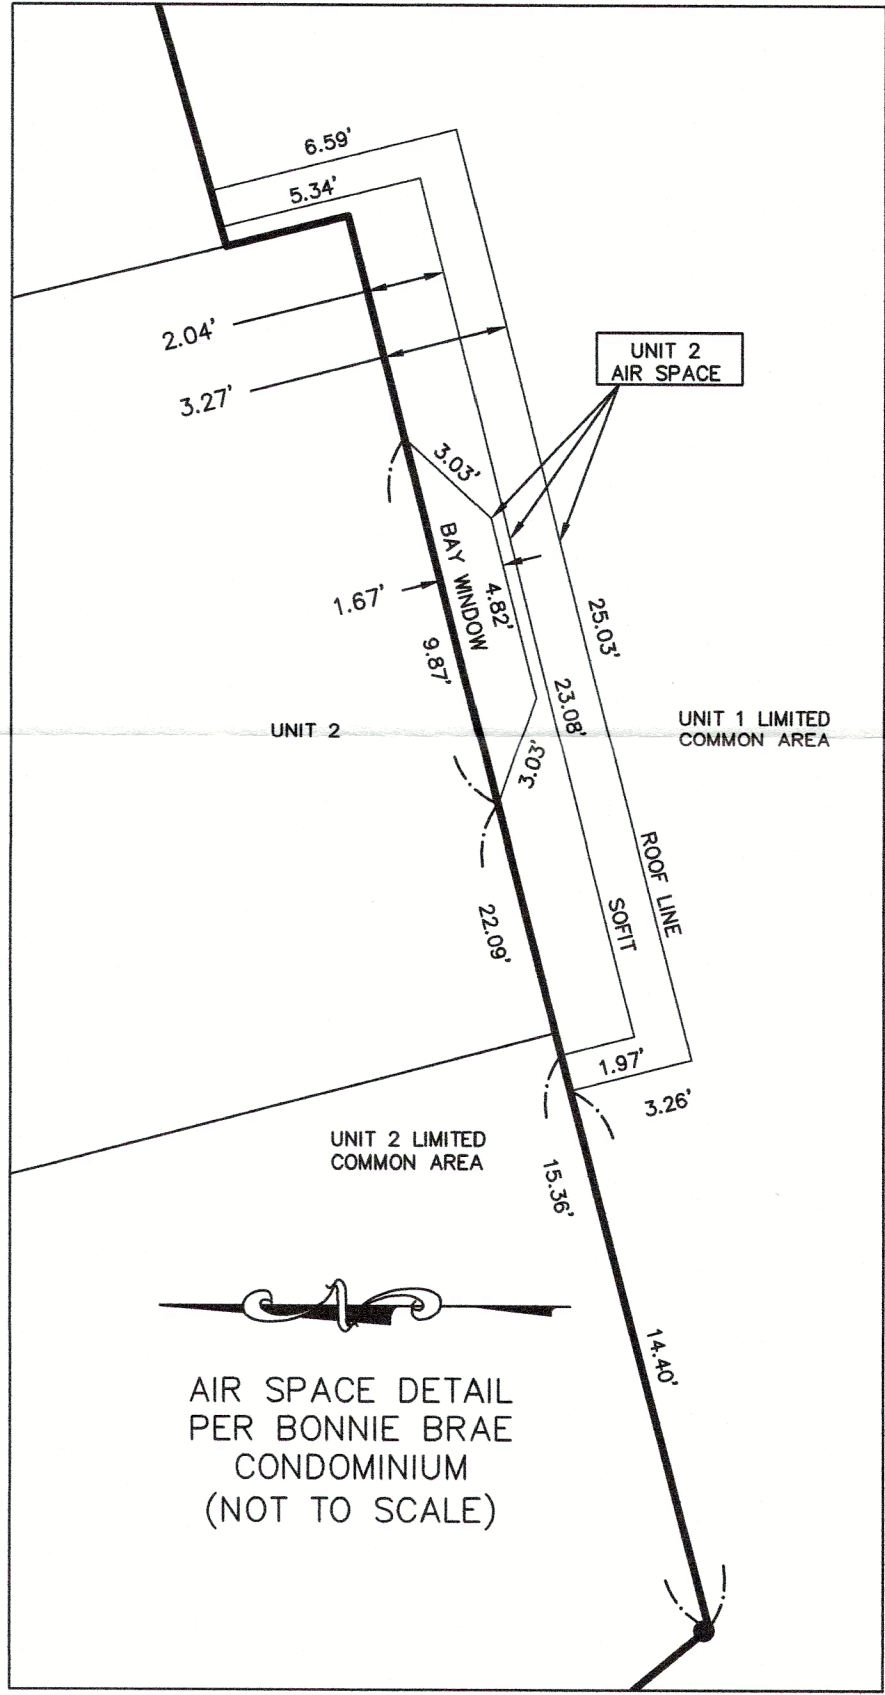 6.59'
5.34'
2.04'
3.27'
UNIT 2
AIR SPACE
3.03'
BAY WINDOW
4.82'
1.67'
9.87'
25.03'
23.08'
UNIT 2
UNIT 1 LIMITED
COMMON AREA
3.03'
ROOF LINE
SOFIT
22.09'
1.97'
3.26'
UNIT 2 LIMITED
COMMON AREA
15.36'
14.40'
AIR SPACE DETAIL
PER BONNIE BRAE
CONDOMINIUM
(NOT TO SCALE)